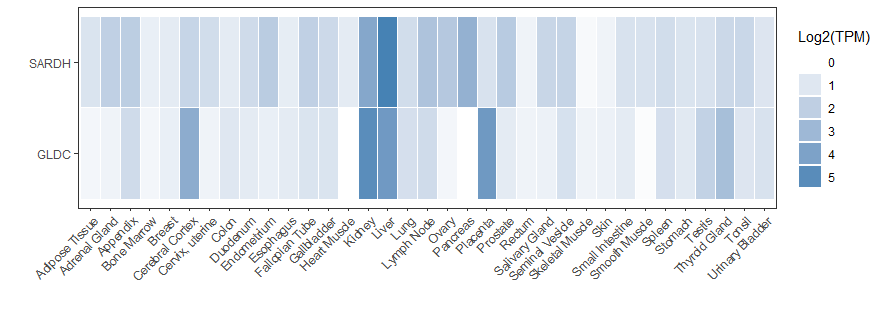 Log2(TPM)
0
1
2
3
4
5
SARDH
GLDC
Adipose Tissue
Adrenal Gland
Appendix
Bone Marrow
Breast
Cerebral Cortex
Cervix, uterine
Colon
Duodenum
Endometrium
Esophagus
Fallopian Tube
Gallbladder
Heart Muscle
Kidney
Liver
Lung
Lymph Node
Ovary
Pancreas
Placenta
Prostate
Rectum
Salivary Gland
Seminal Vesicle
Skeletal Muscle
Skin
Small Intestine
Smooth Muscle
Spleen
Stomach
Testis
Thyroid Gland
Tonsil
Urinary Bladder